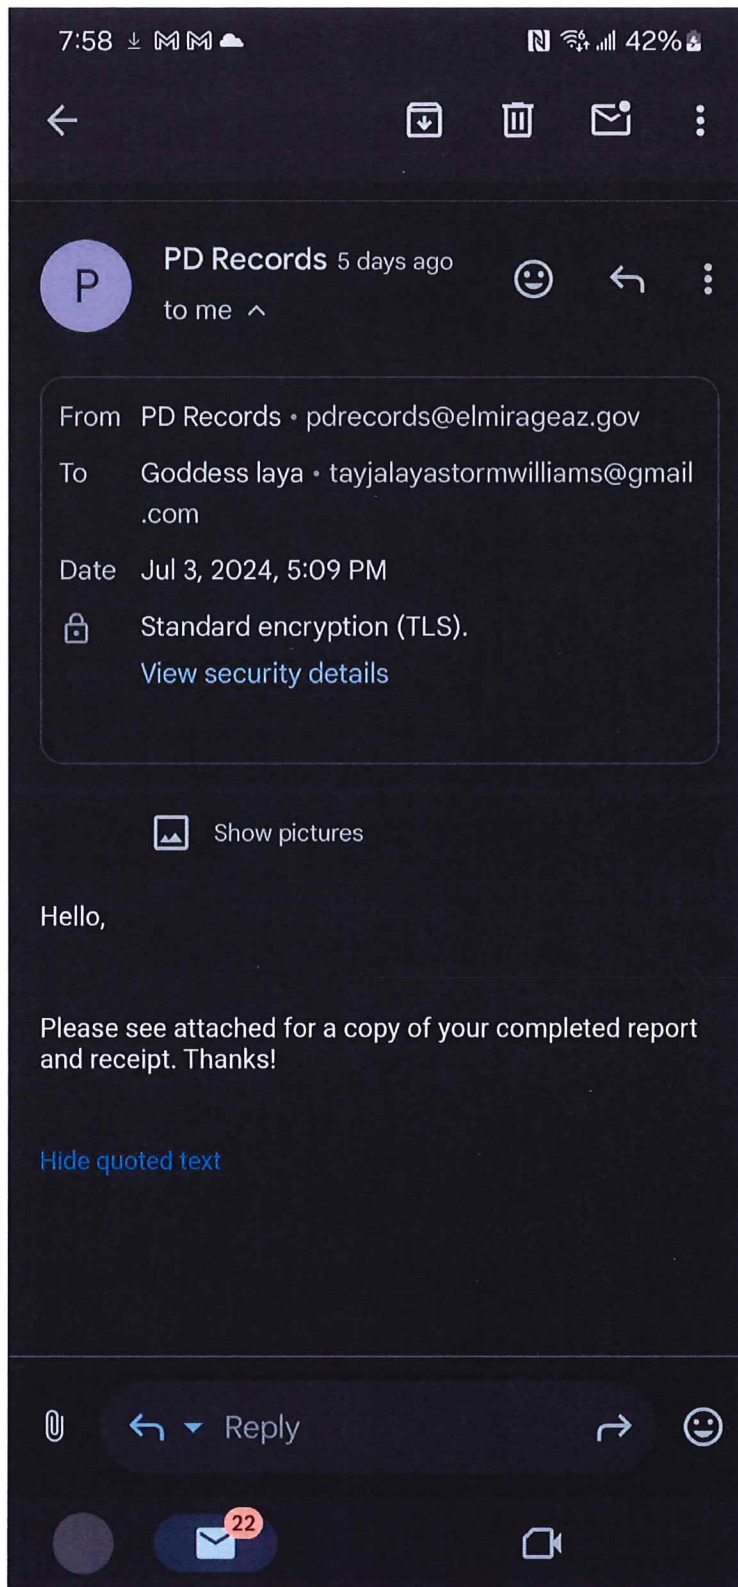 7:58 42%
P
PD Records 5 days ago
to me
From PD Records • pdrecords@elmirageaz.gov
To Goddess laya • tayjalayastormwilliams@gmail
.com
Date Jul 3, 2024, 5:09 PM
Standard encryption (TLS).
View security details
Show pictures
Hello,
Please see attached for a copy of your completed report
and receipt. Thanks!
Hide quoted text
Reply
22